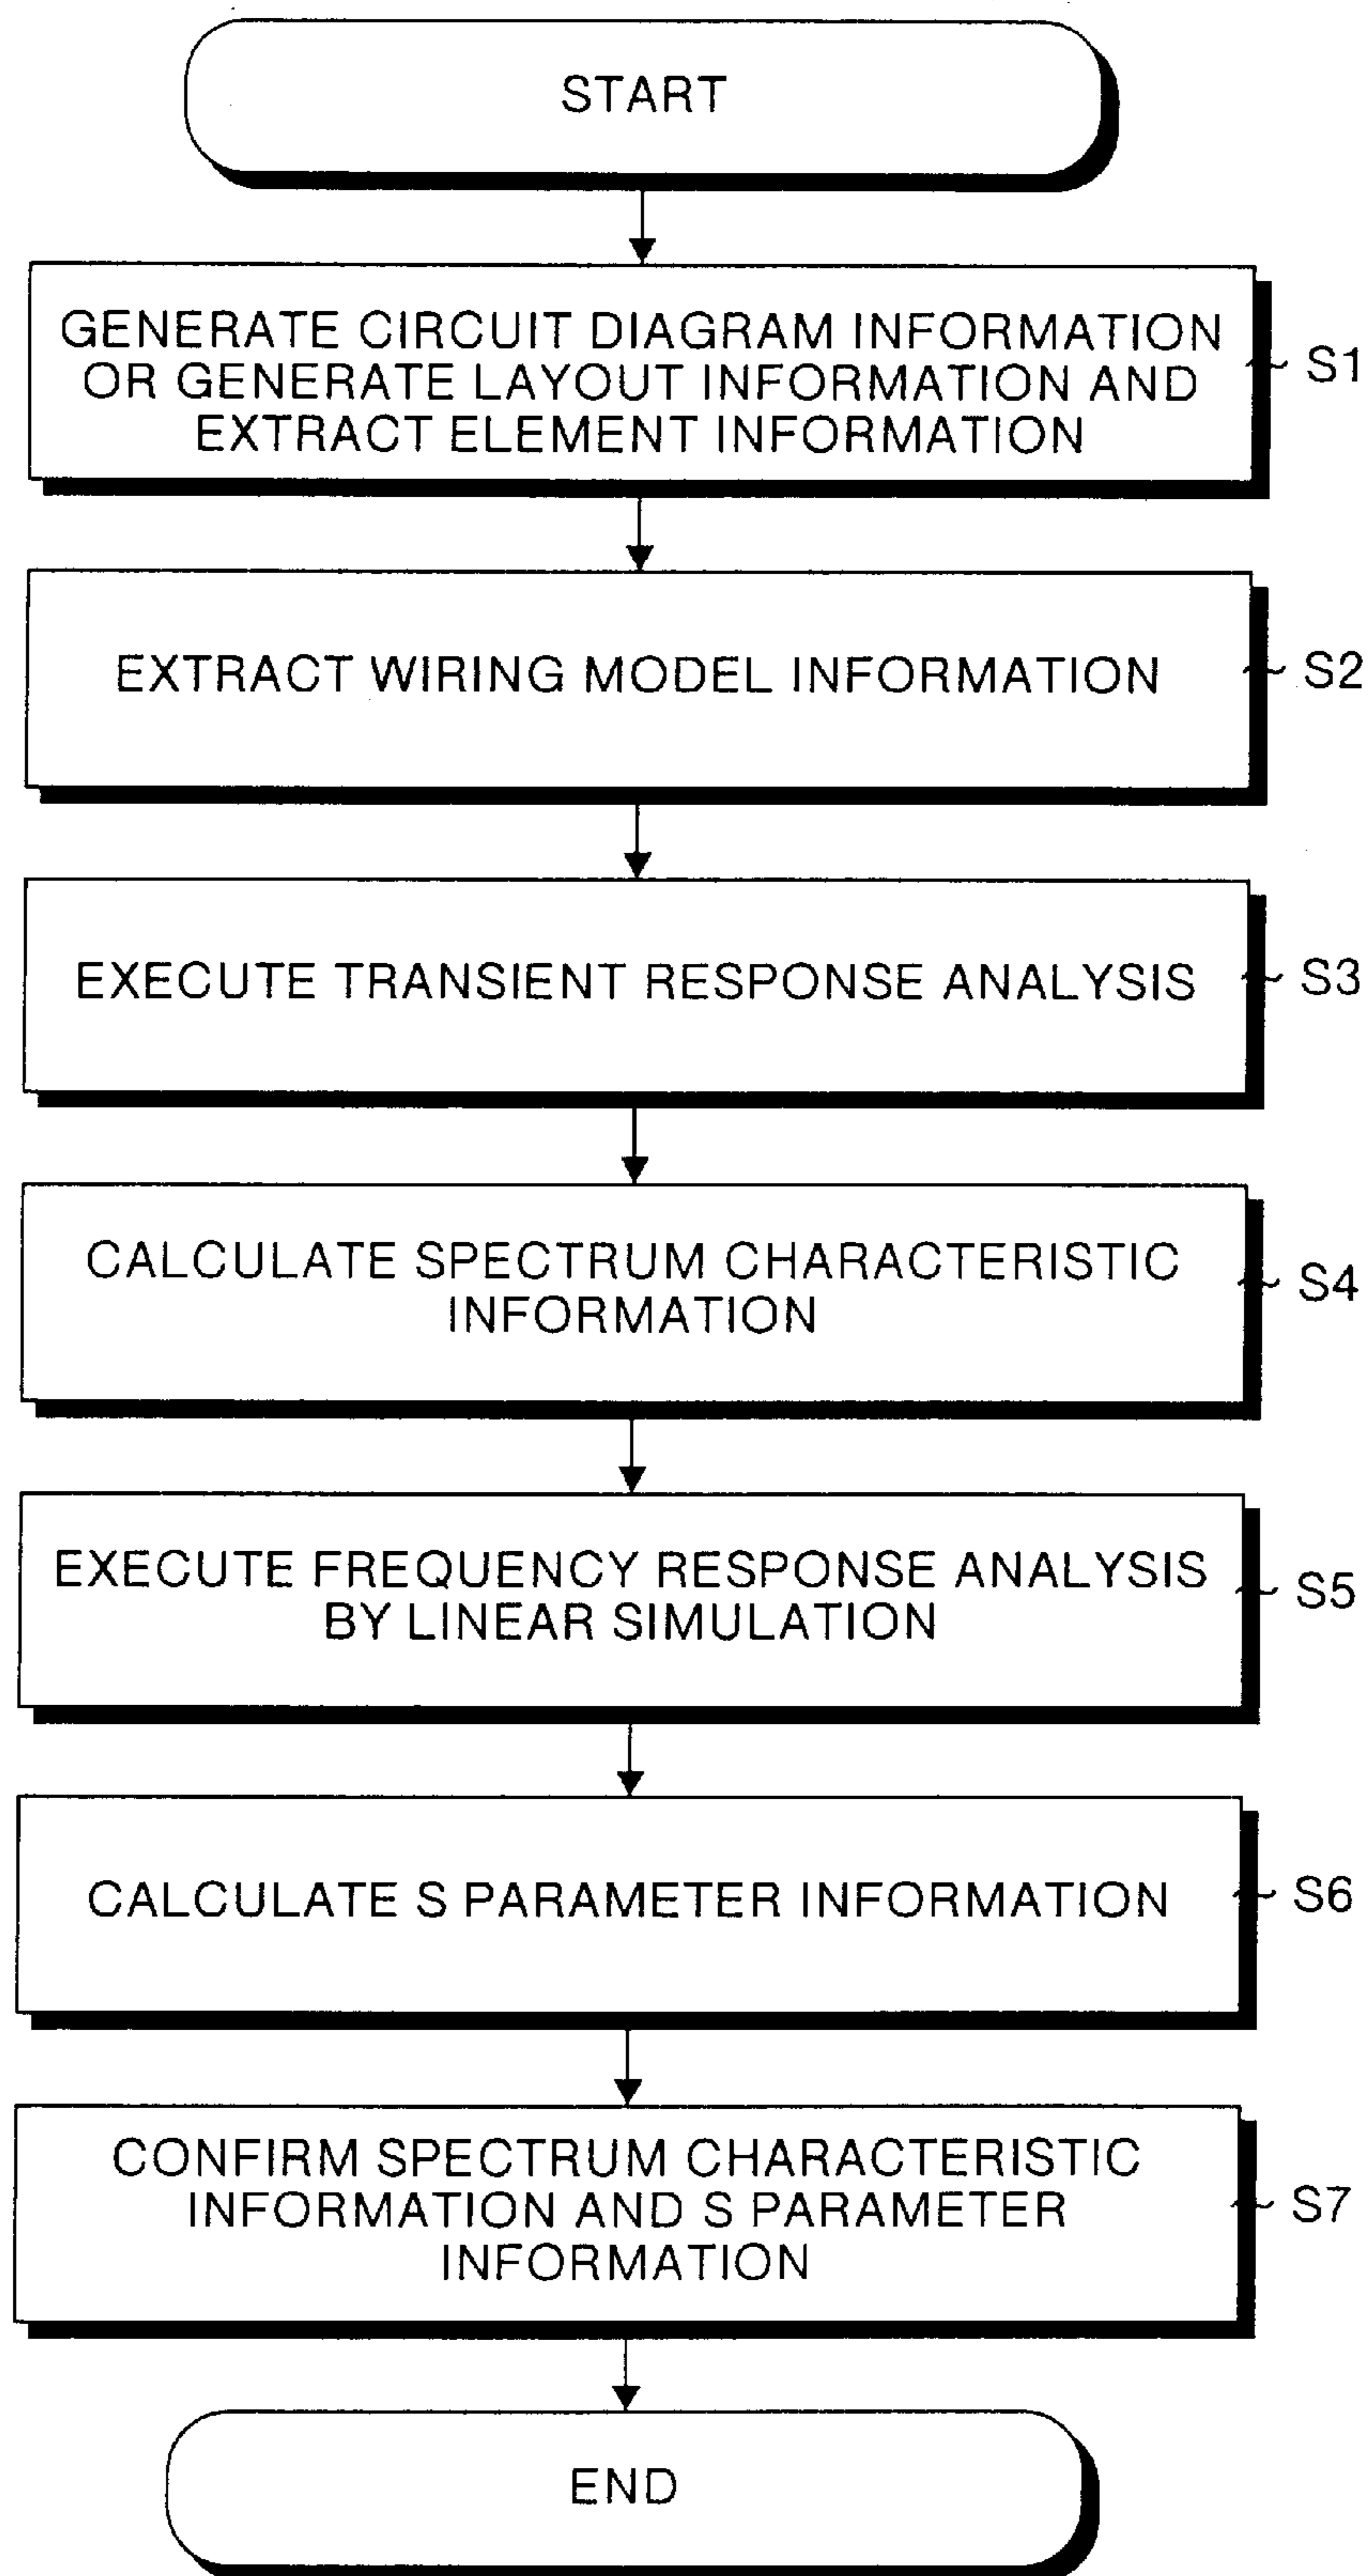 START
GENERATE CIRCUIT DIAGRAM INFORMATION
OR GENERATE LAYOUT INFORMATION AND
EXTRACT ELEMENT INFORMATION
S1
EXTRACT WIRING MODEL INFORMATION
S2
EXECUTE TRANSIENT RESPONSE ANALYSIS
S3
CALCULATE SPECTRUM CHARACTERISTIC
INFORMATION
S4
EXECUTE FREQUENCY RESPONSE ANALYSIS
BY LINEAR SIMULATION
S5
CALCULATE S PARAMETER INFORMATION
S6
CONFIRM SPECTRUM CHARACTERISTIC
INFORMATION AND S PARAMETER
INFORMATION
S7
END